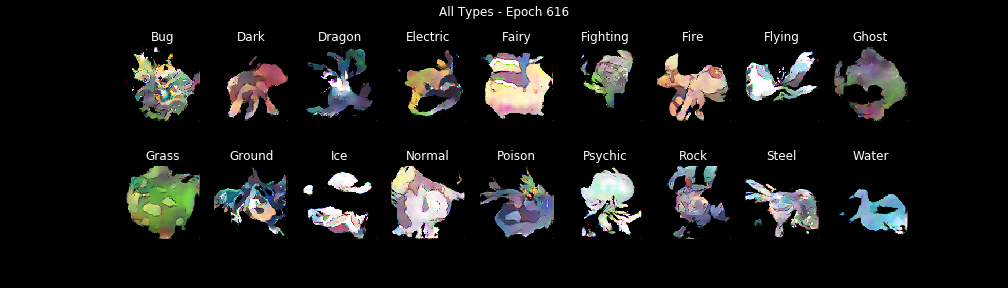 All Types - Epoch 616
Bug Dark Dragon Electric Fairy Fighting Fire Flying Ghost
Grass Ground Ice Normal Poison Psychic Rock Steel Water